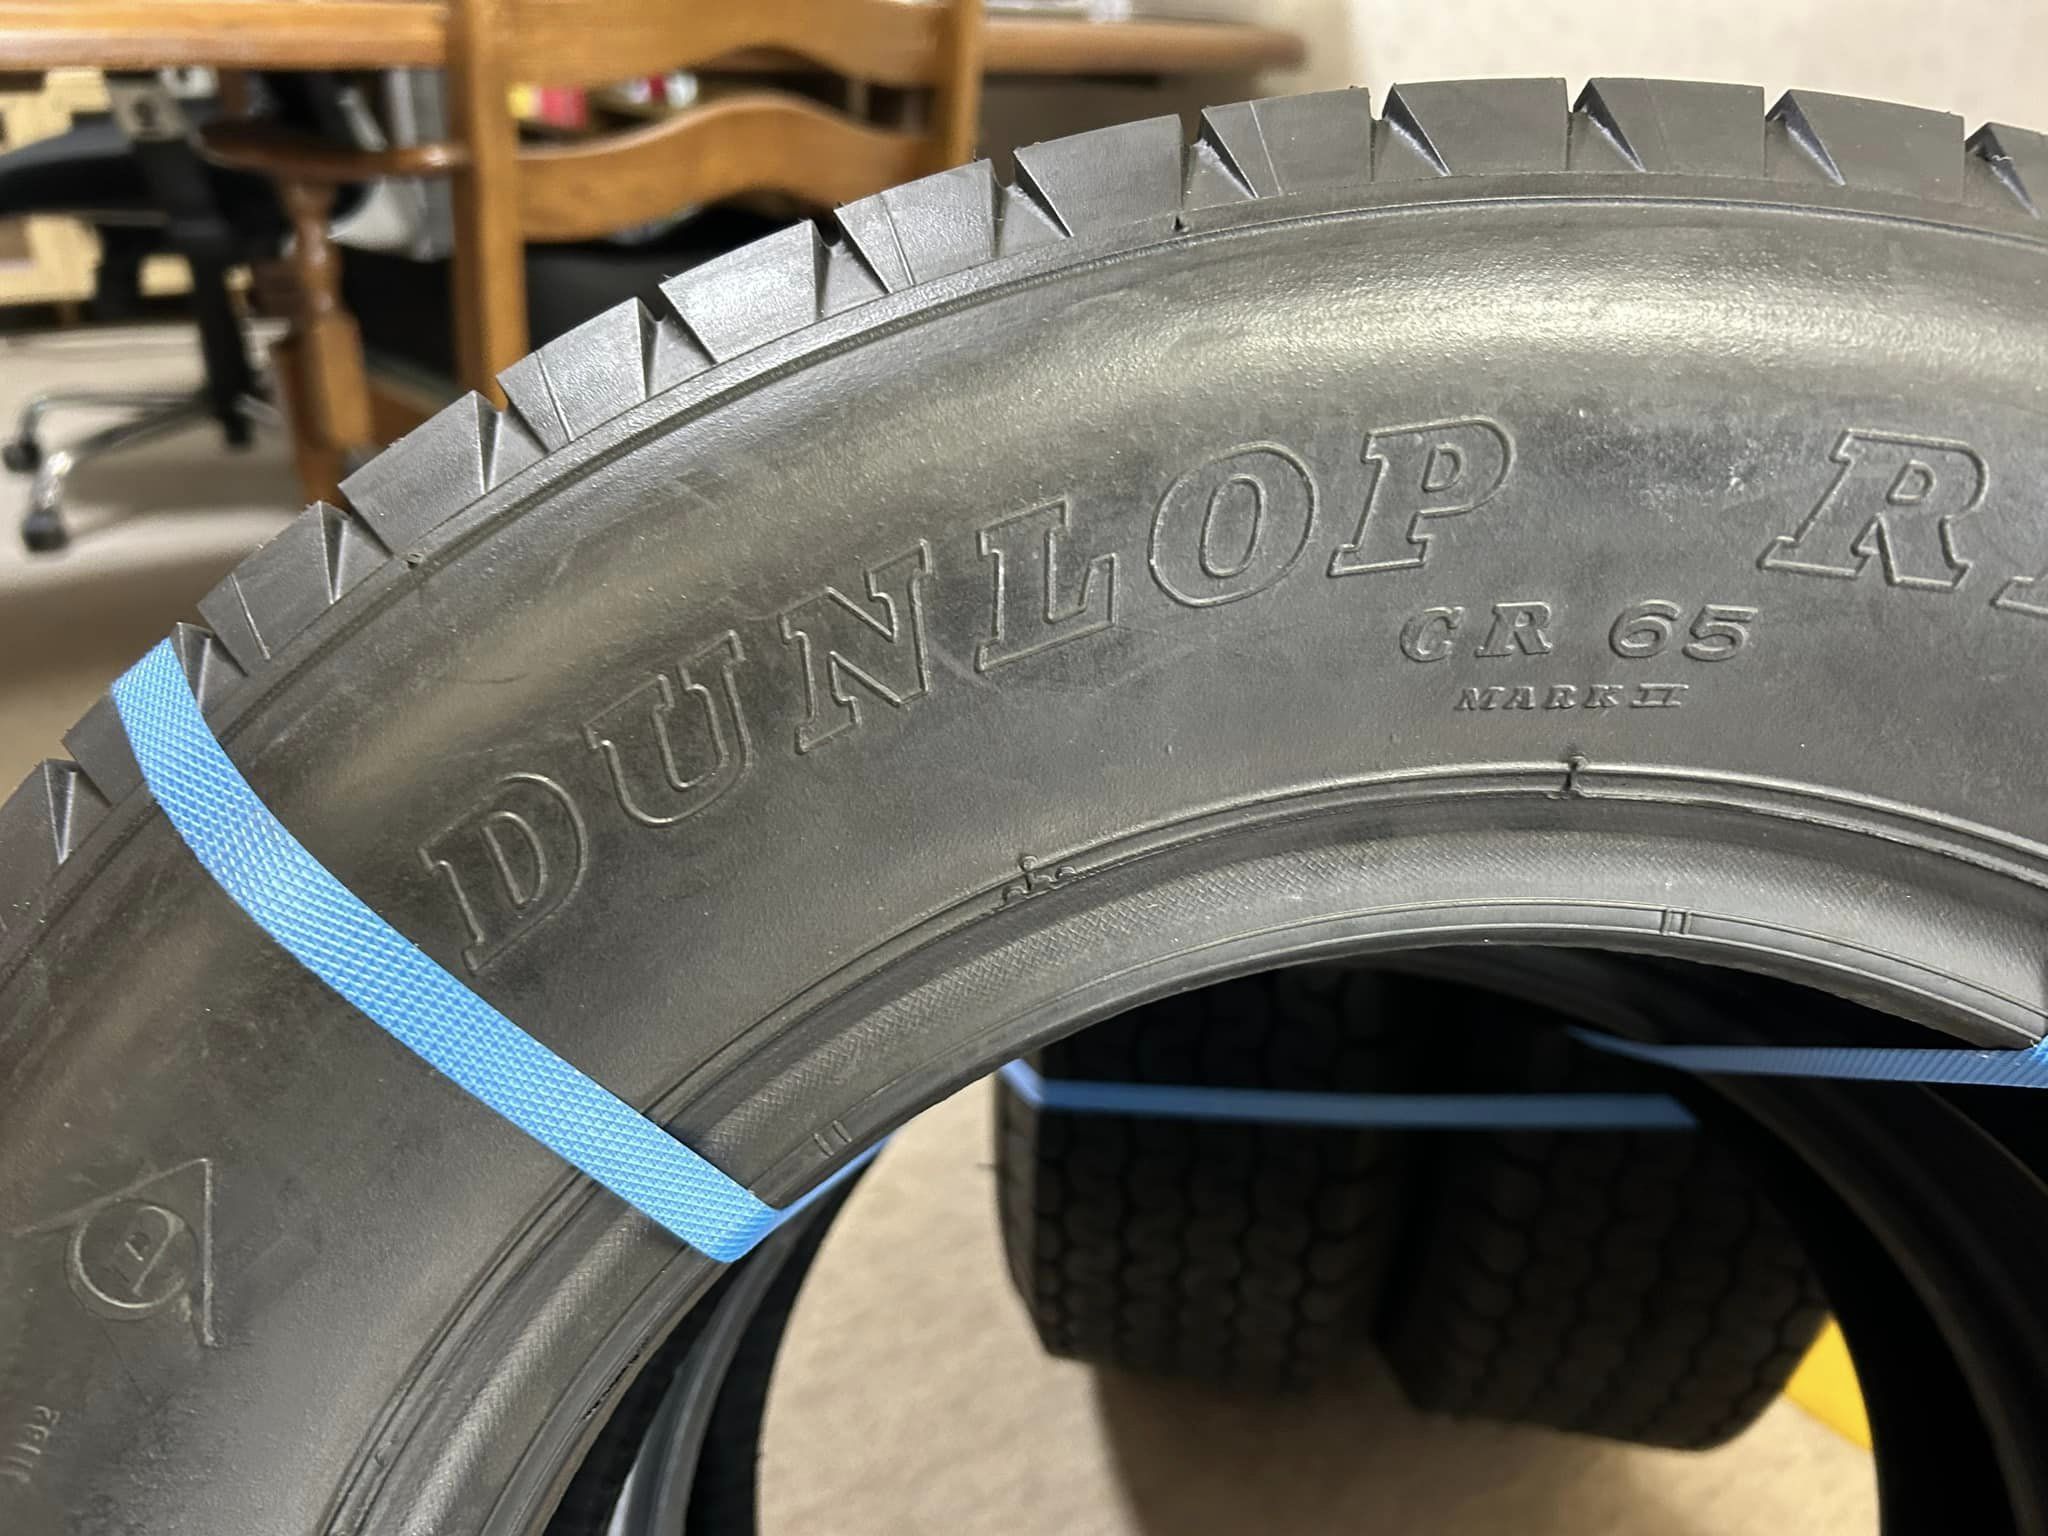 DUNLOP R
CR 65
MARK II
D